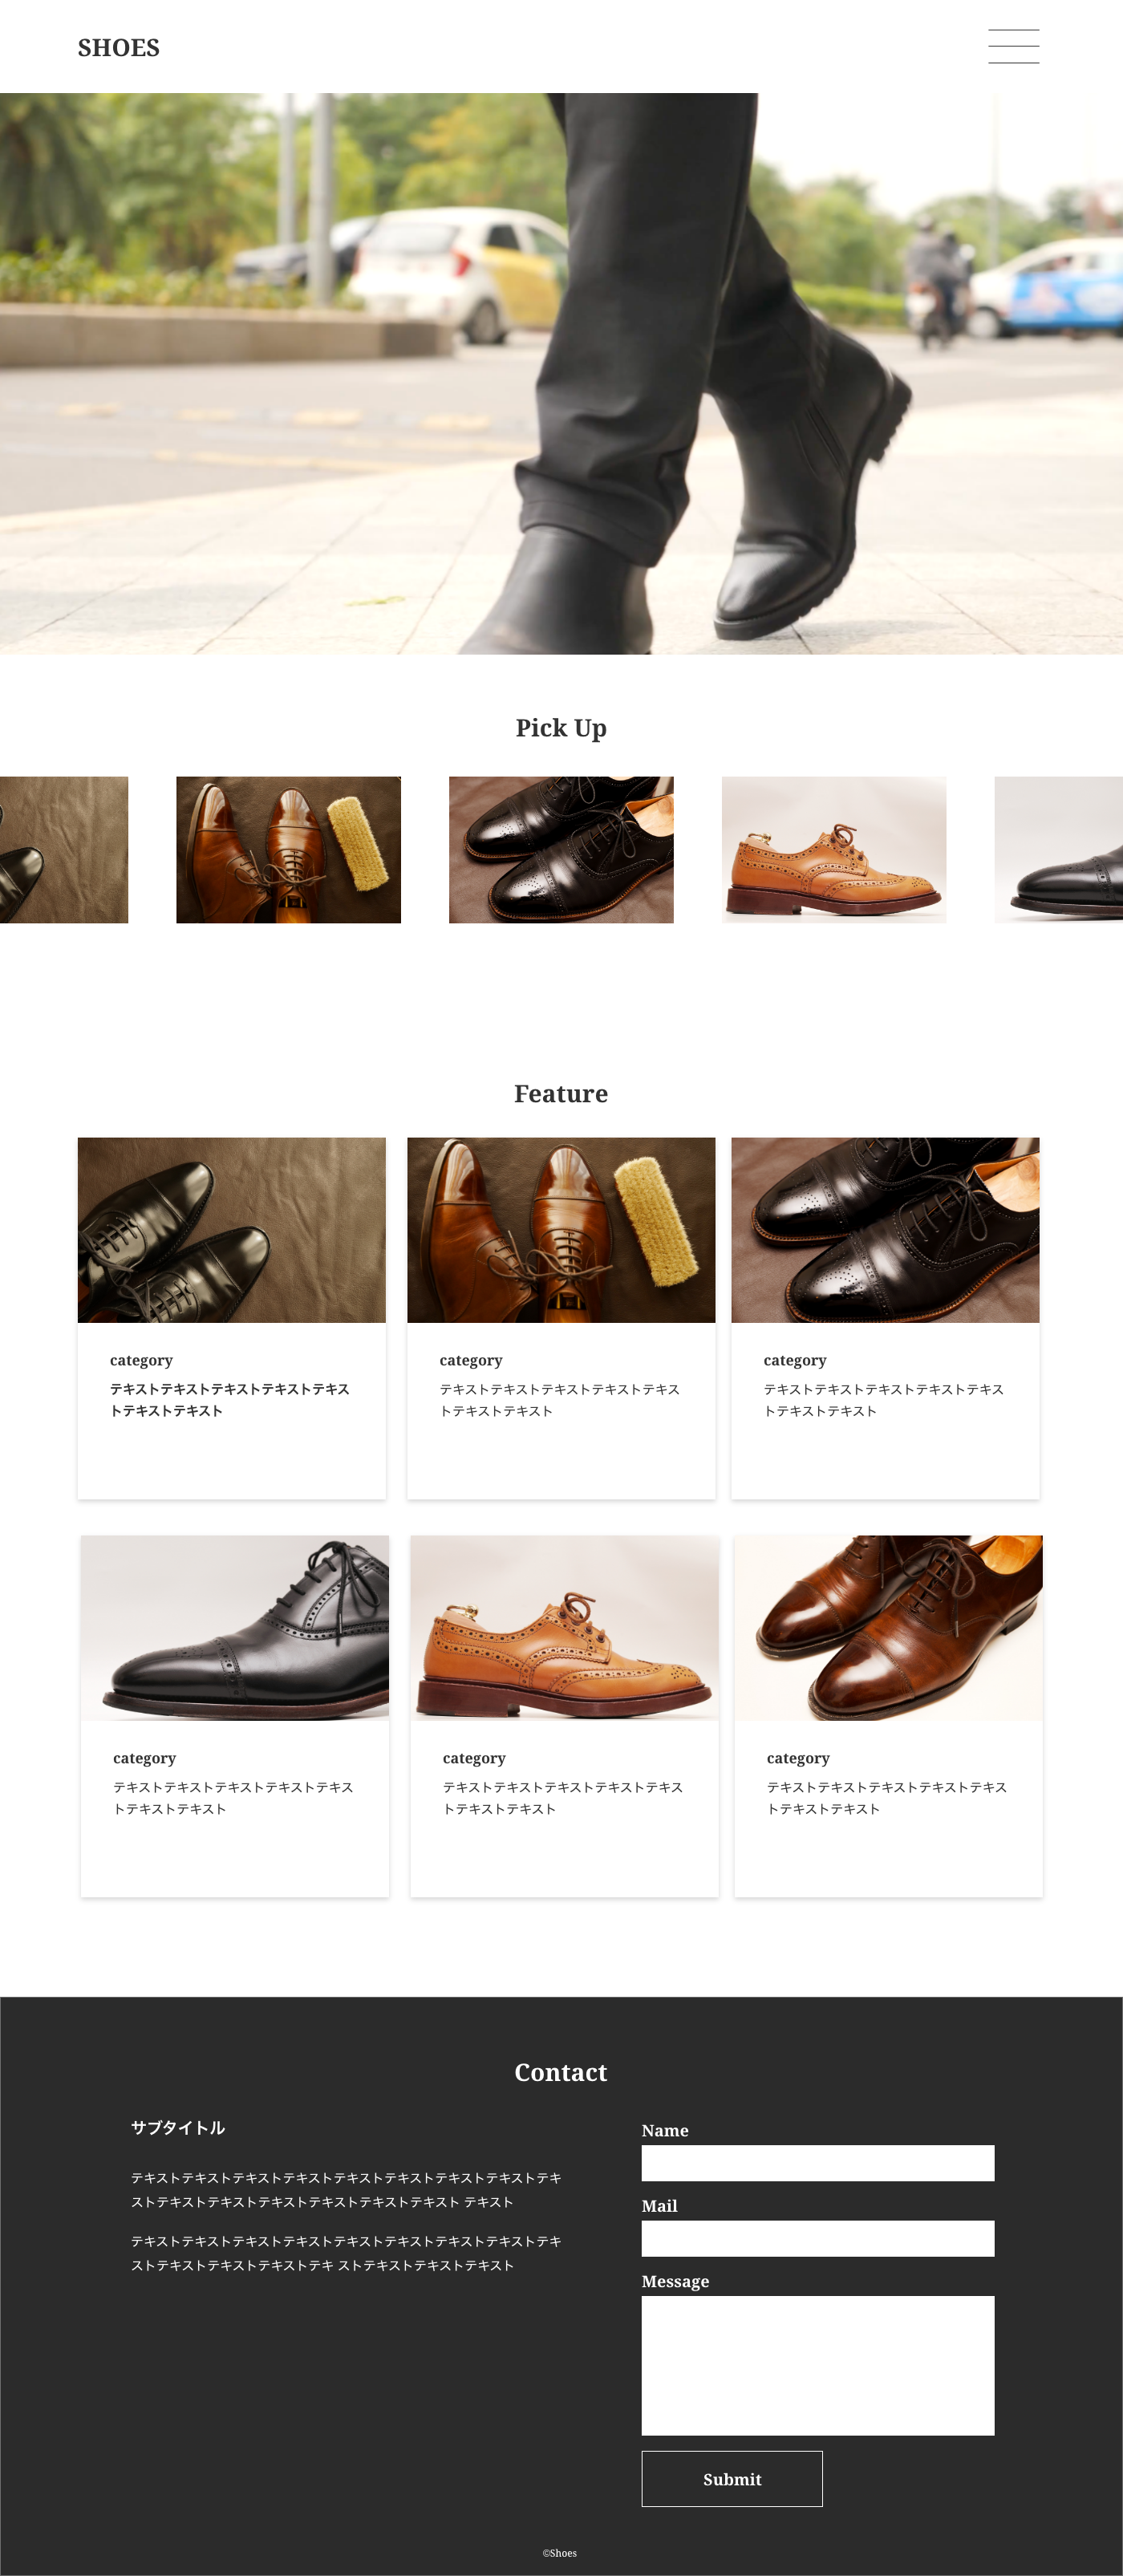 SHOES
Pick Up
Feature
category
テキストテキストテキストテキストテキス
トテキストテキスト
category
テキストテキストテキストテキストテキス
トテキストテキスト
category
テキストテキストテキストテキストテキス
トテキストテキスト
category
テキストテキストテキストテキストテキス
トテキストテキスト
category
テキストテキストテキストテキストテキス
トテキストテキスト
category
テキストテキストテキストテキストテキス
トテキストテキスト
Contact
サブタイトル
テキストテキストテキストテキストテキストテキストテキストテキストテキ
ストテキストテキストテキストテキストテキストテキスト テキスト
テキストテキストテキストテキストテキストテキストテキストテキストテキ
ストテキストテキストテキストテキ ストテキストテキストテキスト
Name
Mail
Message
Submit
©Shoes